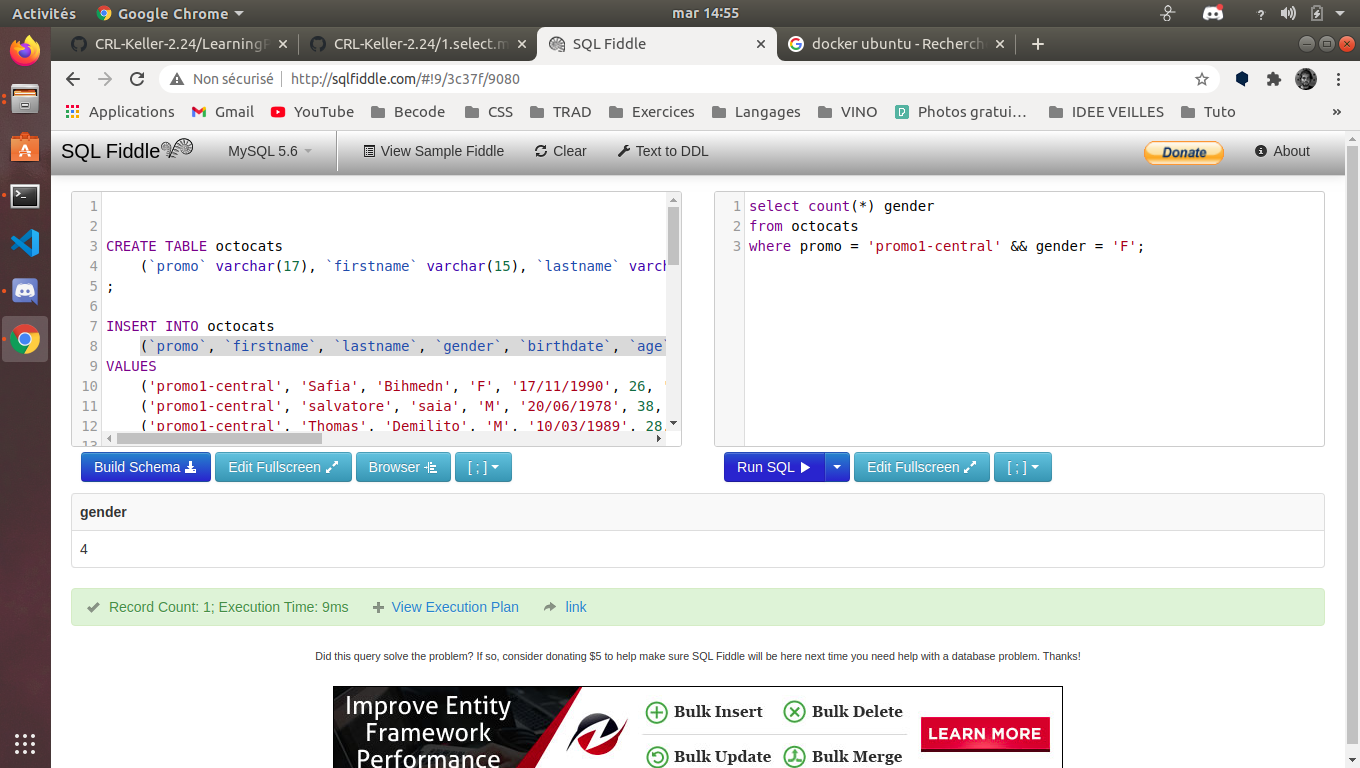 Activités
Google Chrome
mar 14:55
CRL-Keller-2.24/LearningP
CRL-Keller-2.24/1.select.m
SQL Fiddle
docker ubuntu - Recherch
Non sécurisé
http://sqlfiddle.com/#!9/3c37f/9080
Applications
Gmail
YouTube
Becode
CSS
TRAD
Exercices
Langages
VINO
Photos gratui…
IDEE VEILLES
Tuto
»
SQL Fiddle
MySQL 5.6
View Sample Fiddle
Clear
Text to DDL
Donate
About
1
2
3 CREATE TABLE octocats
4 (`promo` varchar(17), `firstname` varchar(15), `lastname` varch
5 ;
6
7 INSERT INTO octocats
8 (`promo`, `firstname`, `lastname`, `gender`, `birthdate`, `age`
9 VALUES
10 ('promo1-central', 'Safia', 'Bihmedn', 'F', '17/11/1990', 26, '
11 ('promo1-central', 'salvatore', 'saia', 'M', '20/06/1978', 38,
12 ('promo1-central', 'Thomas', 'Demilito', 'M', '10/03/1989', 28,
13
1 select count(*) gender
2 from octocats
3 where promo = 'promo1-central' && gender = 'F';
Build Schema
Edit Fullscreen
Browser
[ ; ]
Run SQL
Edit Fullscreen
[ ; ]
gender
4
Record Count: 1; Execution Time: 9ms
View Execution Plan
link
Did this query solve the problem? If so, consider donating $5 to help make sure SQL Fiddle will be here next time you need help with a database problem. Thanks!
Improve Entity
Framework
Performance
Bulk Insert
Bulk Delete
Bulk Update
Bulk Merge
LEARN MORE